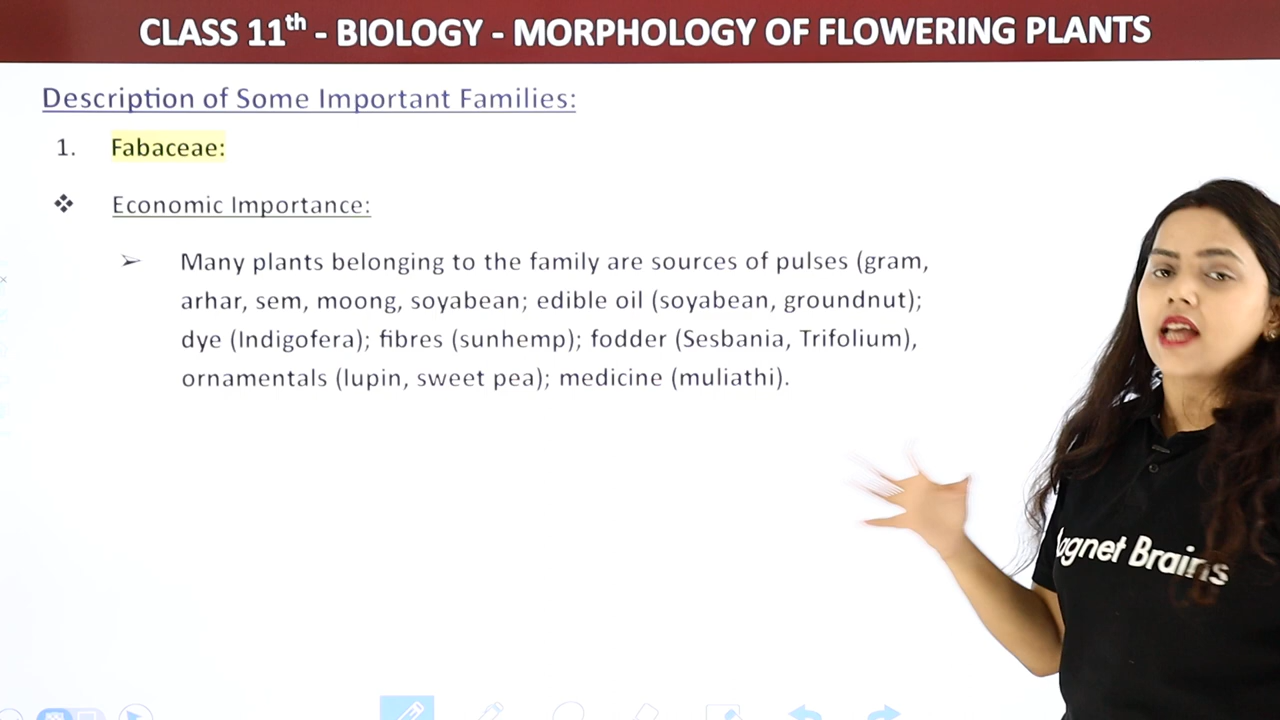 CLASS 11th - BIOLOGY - MORPHOLOGY OF FLOWERING PLANTS
Description of Some Important Families:
1. Fabaceae:
❖ Economic Importance:
➢ Many plants belonging to the family are sources of pulses (gram,
arhar, sem, moong, soyabean; edible oil (soyabean, groundnut);
dye (Indigofera); fibres (sunhemp); fodder (Sesbania, Trifolium),
ornamentals (lupin, sweet pea); medicine (muliathi).
agnet Brains